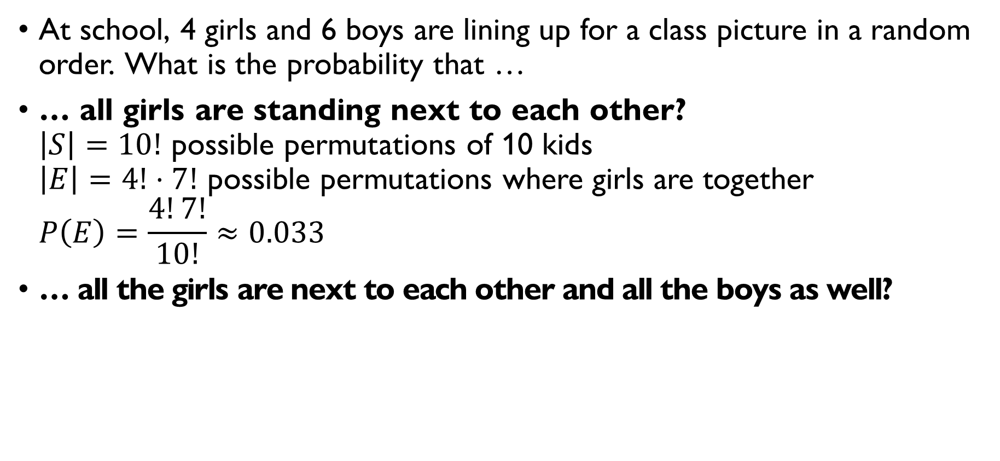 • At school, 4 girls and 6 boys are lining up for a class picture in a random
order. What is the probability that …
• … all girls are standing next to each other?
|S| = 10! possible permutations of 10 kids
|E| = 4! · 7! possible permutations where girls are together
P(E) = 4! 7! / 10! ≈ 0.033
• … all the girls are next to each other and all the boys as well?